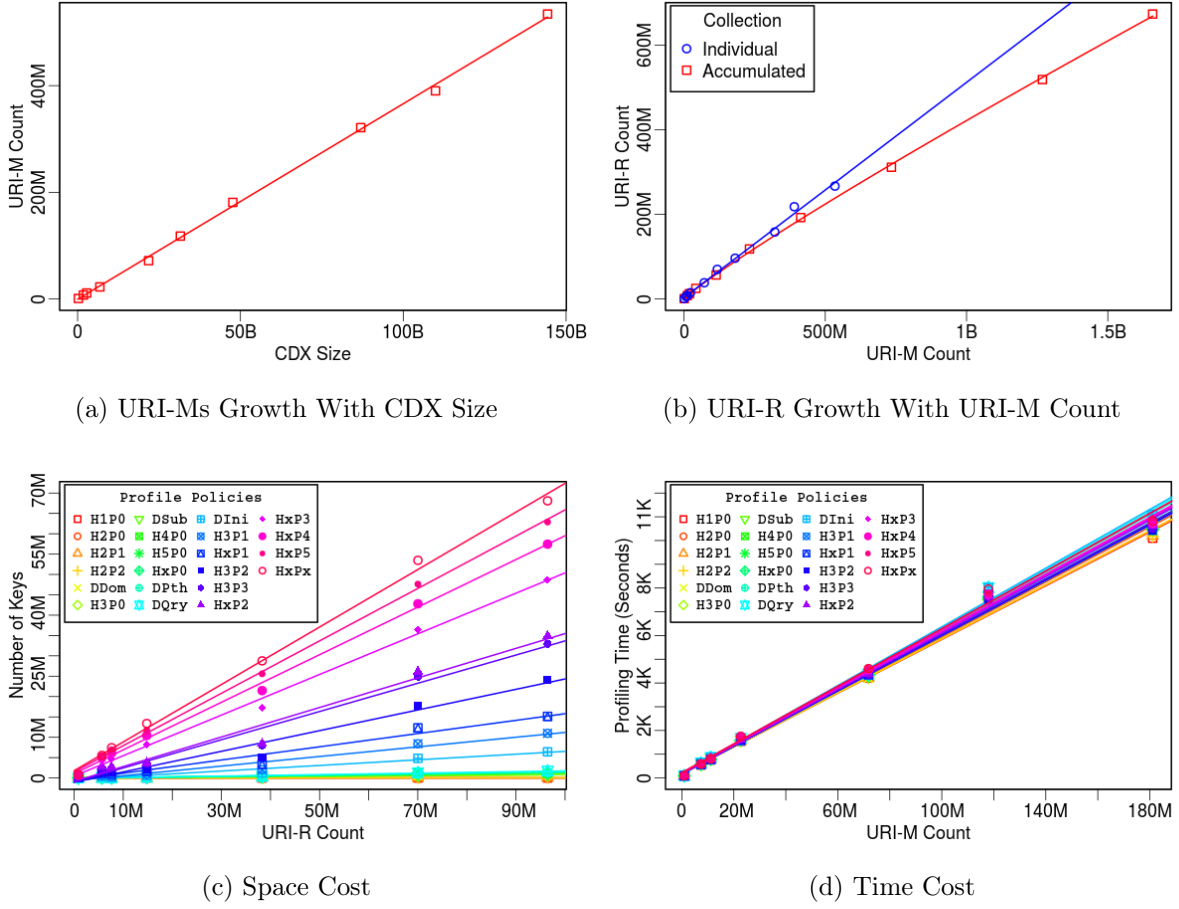 URI-M Count
400M
200M
0
0 50B 100B 150B
CDX Size
(a) URI-Ms Growth With CDX Size
Collection
Individual
Accumulated
URI-R Count
600M
400M
200M
0
0 500M 1B 1.5B
URI-M Count
(b) URI-R Growth With URI-M Count
Profile Policies
H1P0 DSub DIni HxP3
H2P0 H4P0 H3P1 HxP4
H2P1 H5P0 HxP1 HxP5
H2P2 HxP0 H3P2 HxPx
DDom DPth H3P3
H3P0 DQry HxP2
Number of Keys
70M
55M
40M
25M
10M
0
0 10M 30M 50M 70M 90M
URI-R Count
(c) Space Cost
Profile Policies
H1P0 DSub DIni HxP3
H2P0 H4P0 H3P1 HxP4
H2P1 H5P0 HxP1 HxP5
H2P2 HxP0 H3P2 HxPx
DDom DPth H3P3
H3P0 DQry HxP2
Profiling Time (Seconds)
11K
8K
6K
4K
2K
0
0 20M 60M 100M 140M 180M
URI-M Count
(d) Time Cost